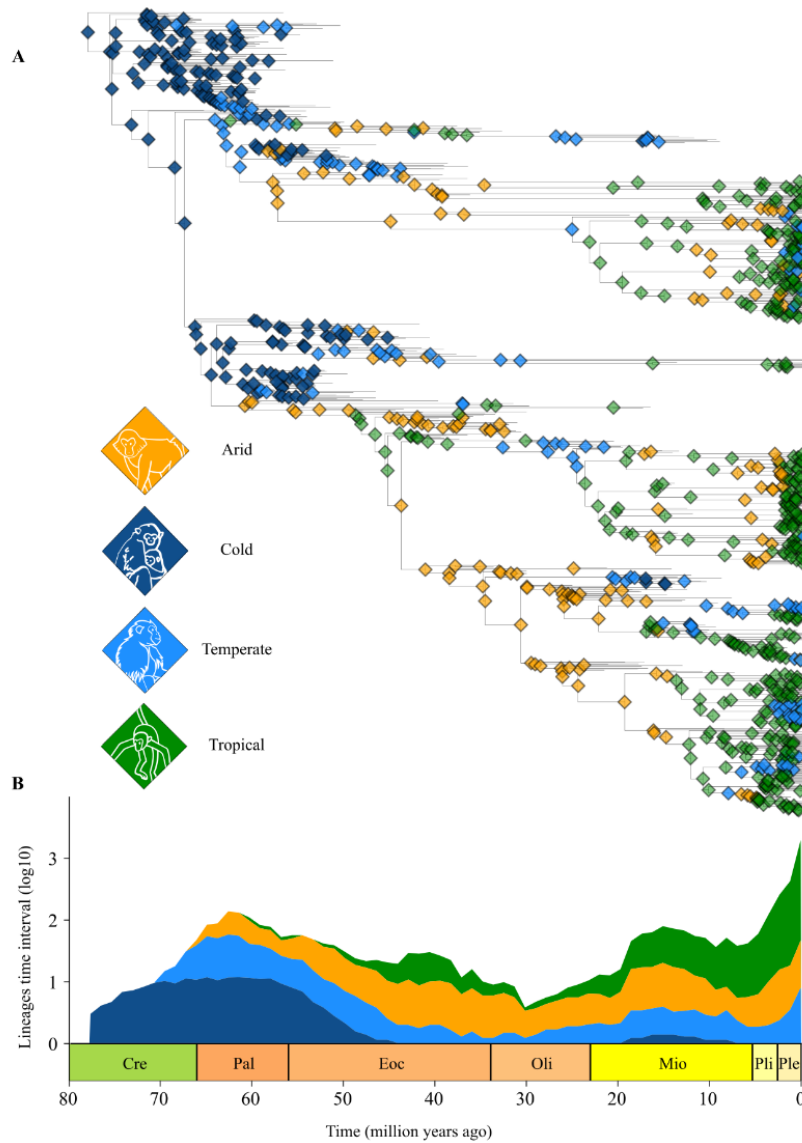 A
Arid
Cold
Temperate
Tropical
B
Lineages time interval (log10)
3
2
1
0
Cre Pal Eoc Oli Mio Pli Ple
80 70 60 50 40 30 20 10 0
Time (million years ago)